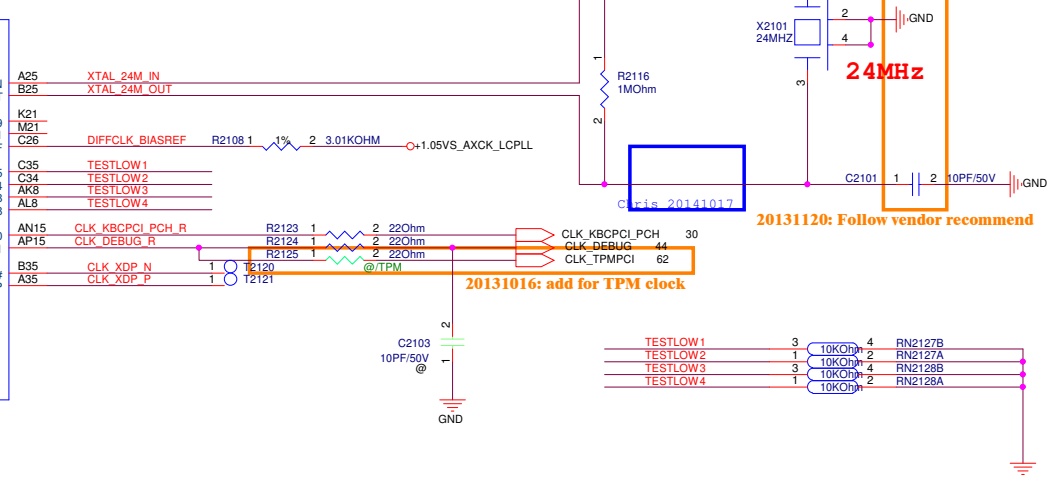 X2101
24MHZ
2
4
GND
24MHz
3
A25 XTAL_24M_IN
B25 XTAL_24M_OUT
1
R2116
1MOhm
2
K21
M21
C26 DIFFCLK_BIASREF R2108 1 1% 2 3.01KOHM +1.05VS_AXCK_LCPLL
C35 TESTLOW1
C34 TESTLOW2
AK8 TESTLOW3
AL8 TESTLOW4
C2101 1 2 10PF/50V GND
Chris 20141017
20131120: Follow vendor recommend
AN15 CLK_KBCPCI_PCH_R R2123 1 2 22Ohm CLK_KBCPCI_PCH 30
AP15 CLK_DEBUG_R R2124 1 2 22Ohm CLK_DEBUG 44
R2125 1 2 22Ohm CLK_TPMPCI 62
@/TPM
B35 CLK_XDP_N 1 T2120
A35 CLK_XDP_P 1 T2121
20131016: add for TPM clock
2
C2103
10PF/50V
@
1
GND
TESTLOW1 3 10KOhm 4 RN2127B
TESTLOW2 1 10KOhm 2 RN2127A
TESTLOW3 3 10KOhm 4 RN2128B
TESTLOW4 1 10KOhm 2 RN2128A